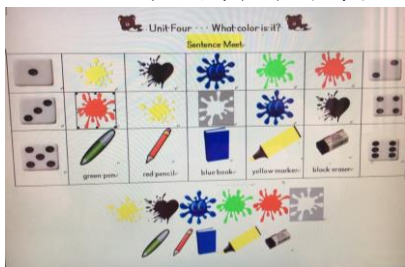 Unit Four ··· What color is it?
Sentence Meet
green pen
red pencil
blue book
yellow marker
black eraser